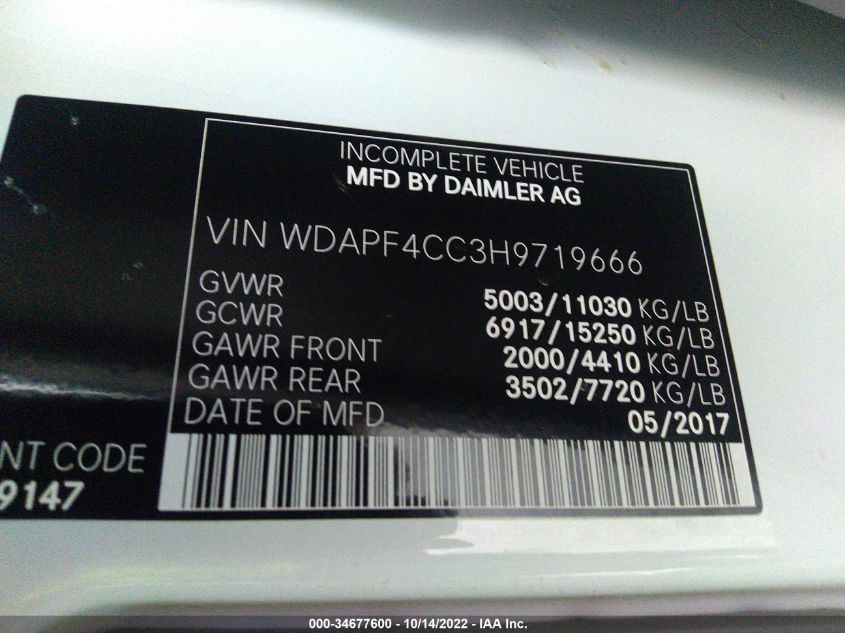 INCOMPLETE VEHICLE
MFD BY DAIMLER AG
VIN WDAPF4CC3H9719666
GVWR 5003/11030 KG/LB
GCWR 6917/15250 KG/LB
GAWR FRONT 2000/4410 KG/LB
GAWR REAR 3502/7720 KG/LB
DATE OF MFD 05/2017
NT CODE
9147
000-34677600 - 10/14/2022 - IAA Inc.